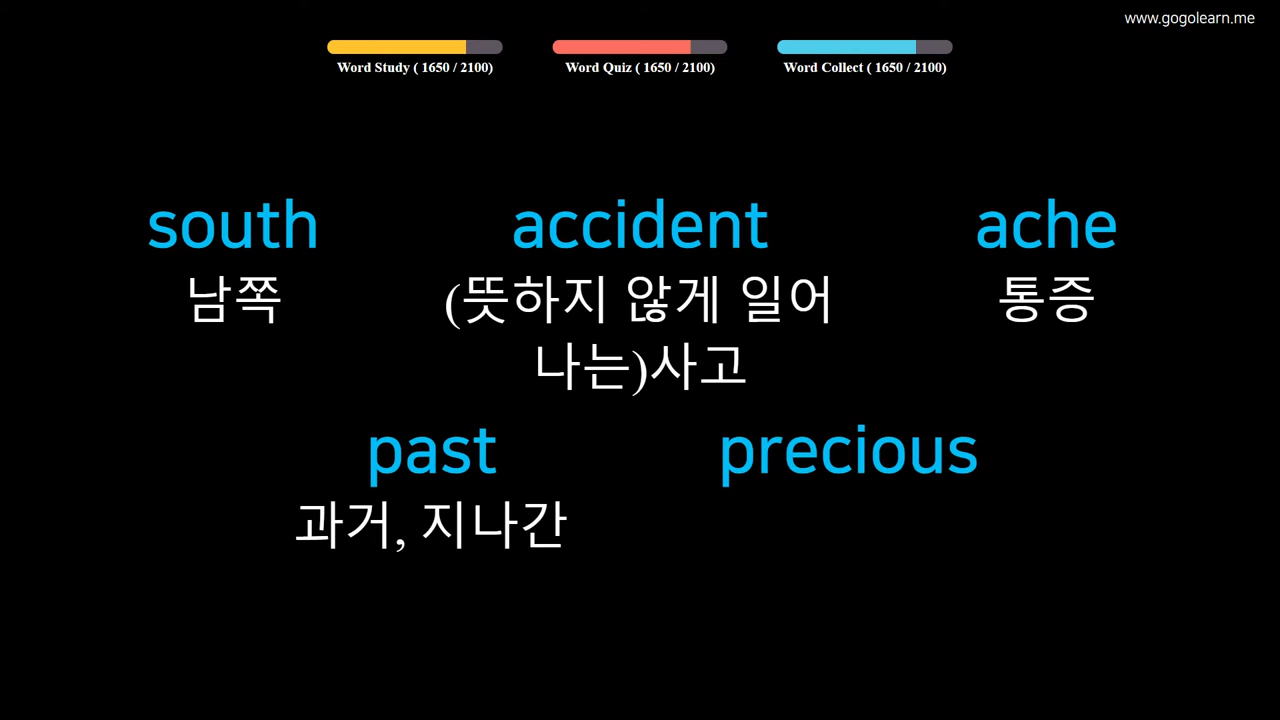 www.gogolearn.me
Word Study ( 1650 / 2100)
Word Quiz ( 1650 / 2100)
Word Collect ( 1650 / 2100)
south
남쪽
accident
(뜻하지 않게 일어
나는)사고
ache
통증
past
과거, 지나간
precious